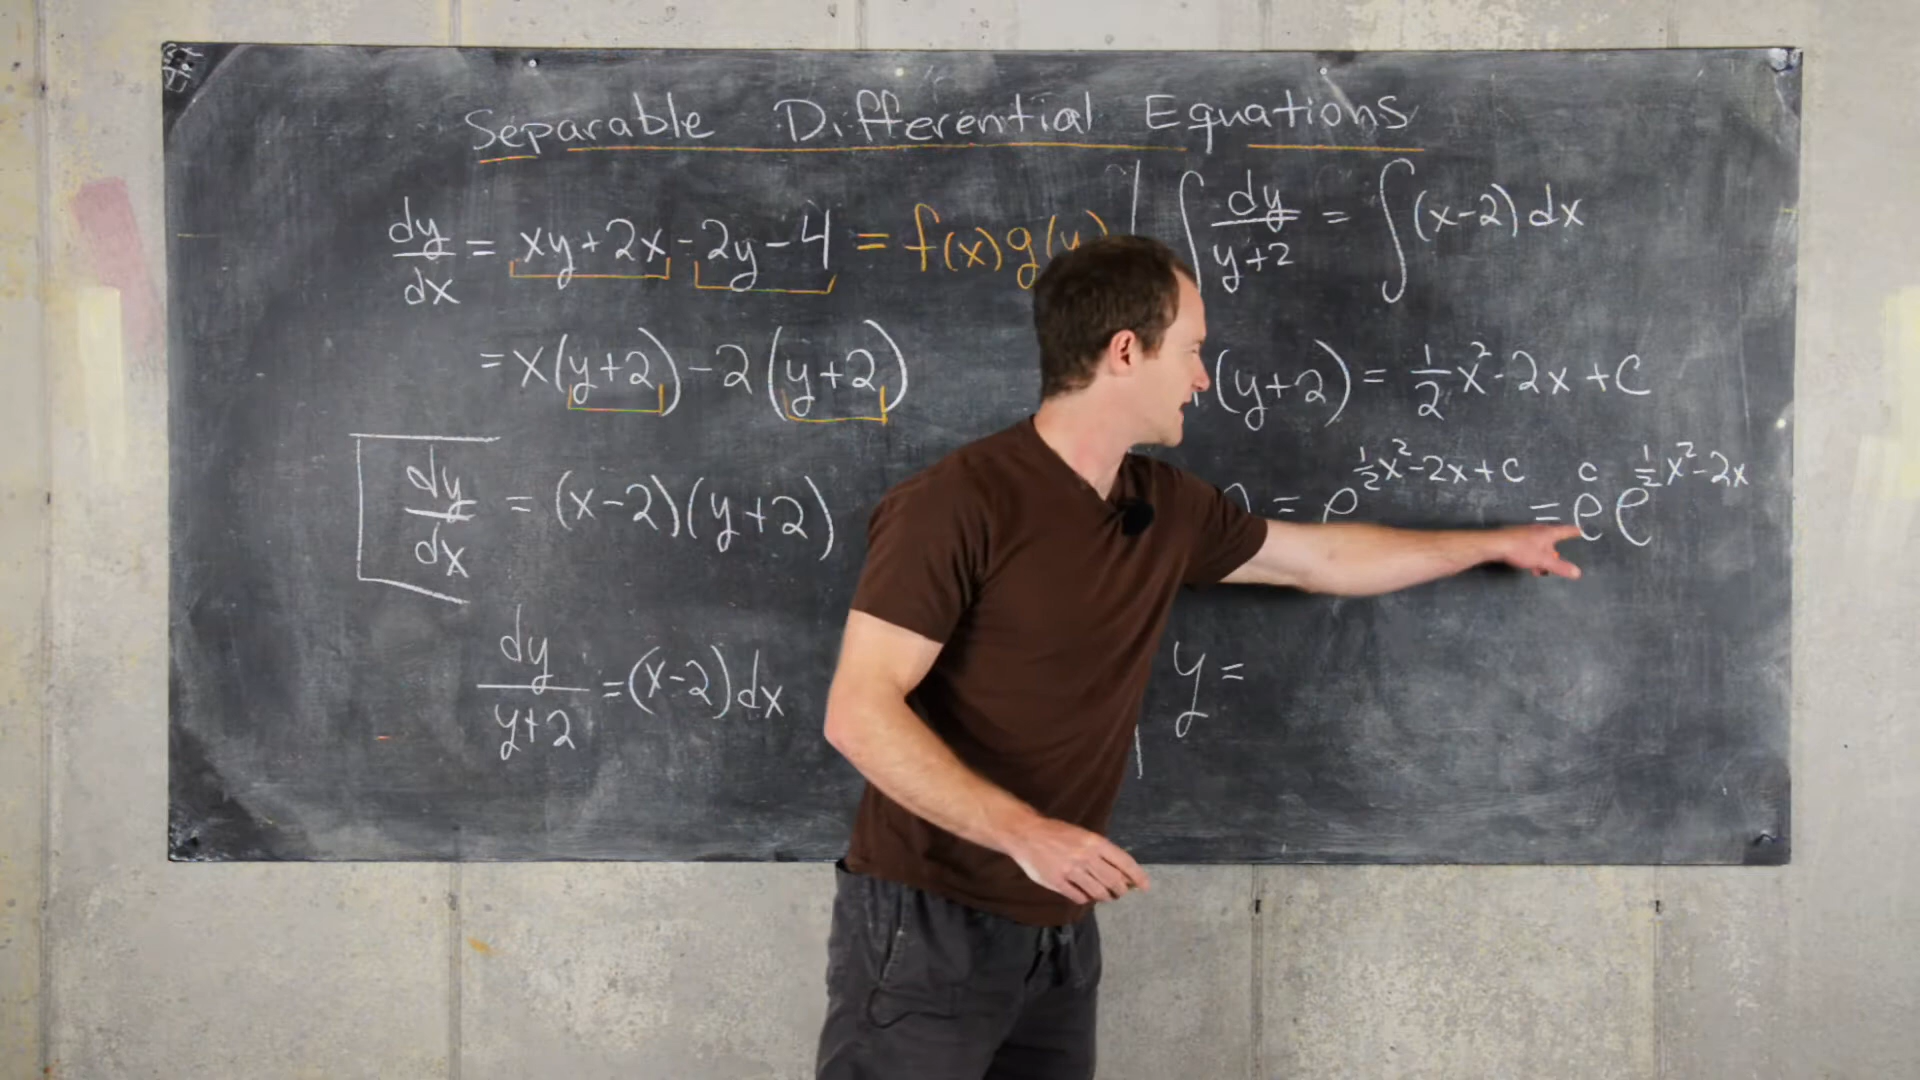 Separable Differential Equations
dy/dx = xy+2x-2y-4 = f(x)g(y)
=x(y+2)-2(y+2)
dy/dx = (x-2)(y+2)
dy/y+2 =(x-2)dx
∫ dy/y+2 = ∫(x-2)dx
(y+2) = 1/2 x²-2x+C
= e^(1/2 x²-2x+C) = e^C e^(1/2 x²-2x)
y=